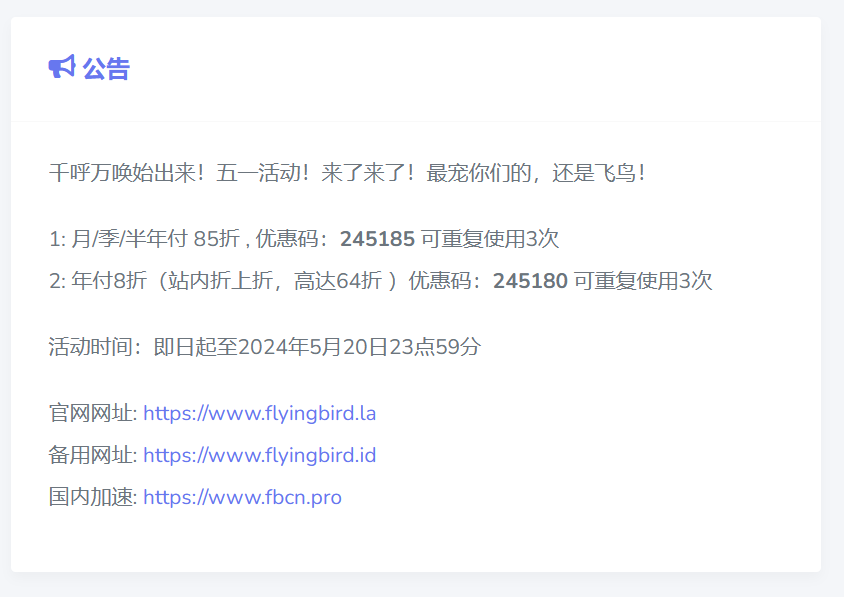 公告
千呼万唤始出来！五一活动！来了来了！最宠你们的，还是飞鸟！
1: 月/季/半年付 85折 , 优惠码：245185 可重复使用3次
2: 年付8折（站内折上折，高达64折 ）优惠码：245180 可重复使用3次
活动时间：即日起至2024年5月20日23点59分
官网网址: https://www.flyingbird.la
备用网址: https://www.flyingbird.id
国内加速: https://www.fbcn.pro